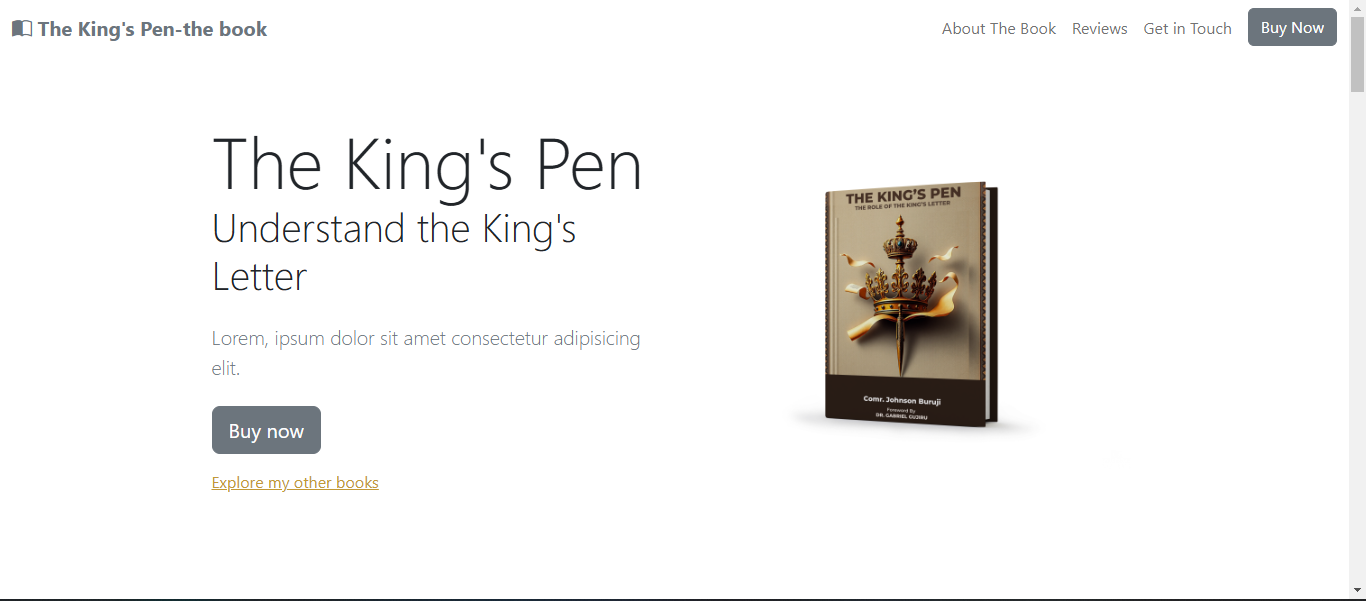 The King's Pen-the book
About The Book
Reviews
Get in Touch
Buy Now
The King's Pen
Understand the King's
Letter
Lorem, ipsum dolor sit amet consectetur adipisicing
elit.
Buy now
Explore my other books
THE KING'S PEN
THE ROLE OF THE KING'S LETTER
Comr. Johnson Buruji
Foreword By
DR. GABRIEL GUJIRU